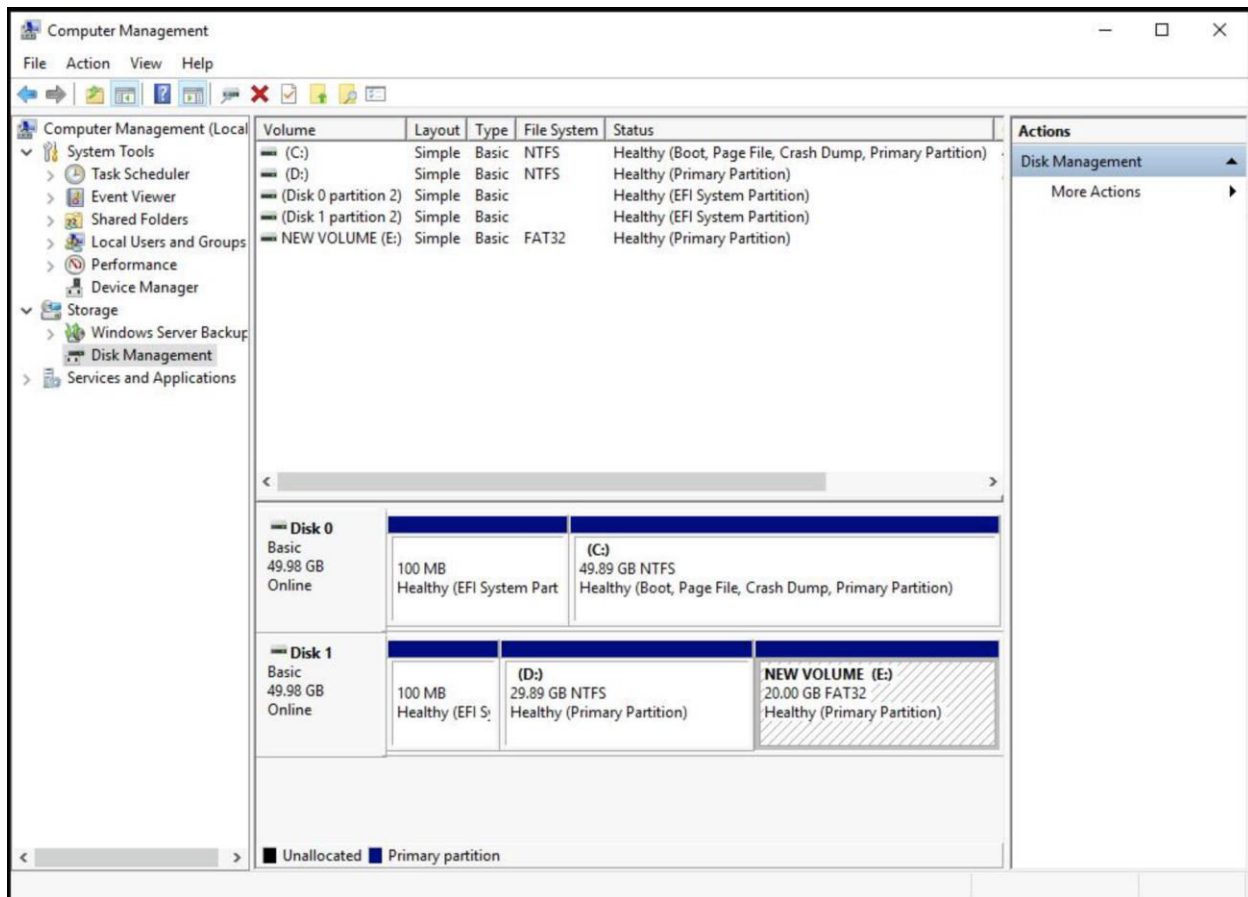 Computer Management
File Action View Help
Computer Management (Local
System Tools
Task Scheduler
Event Viewer
Shared Folders
Local Users and Groups
Performance
Device Manager
Storage
Windows Server Backup
Disk Management
Services and Applications
Volume Layout Type File System Status
(C:) Simple Basic NTFS Healthy (Boot, Page File, Crash Dump, Primary Partition)
(D:) Simple Basic NTFS Healthy (Primary Partition)
(Disk 0 partition 2) Simple Basic Healthy (EFI System Partition)
(Disk 1 partition 2) Simple Basic Healthy (EFI System Partition)
NEW VOLUME (E:) Simple Basic FAT32 Healthy (Primary Partition)
Disk 0
Basic
49.98 GB
Online
100 MB
Healthy (EFI System Part
(C:)
49.89 GB NTFS
Healthy (Boot, Page File, Crash Dump, Primary Partition)
Disk 1
Basic
49.98 GB
Online
100 MB
Healthy (EFI Sy
(D:)
29.89 GB NTFS
Healthy (Primary Partition)
NEW VOLUME (E:)
20.00 GB FAT32
Healthy (Primary Partition)
Unallocated Primary partition
Actions
Disk Management
More Actions